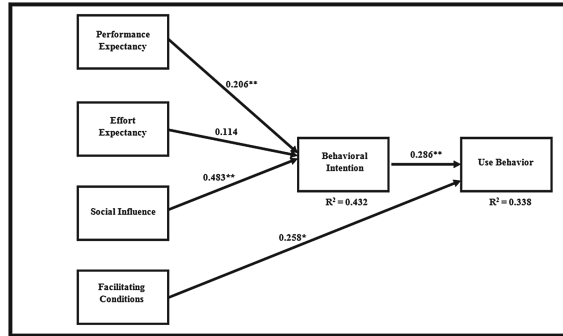 Performance
Expectancy
0.206**
Effort
Expectancy
0.114
Behavioral
Intention
0.286**
Use Behavior
0.483**
R² = 0.432
R² = 0.338
Social Influence
0.258*
Facilitating
Conditions